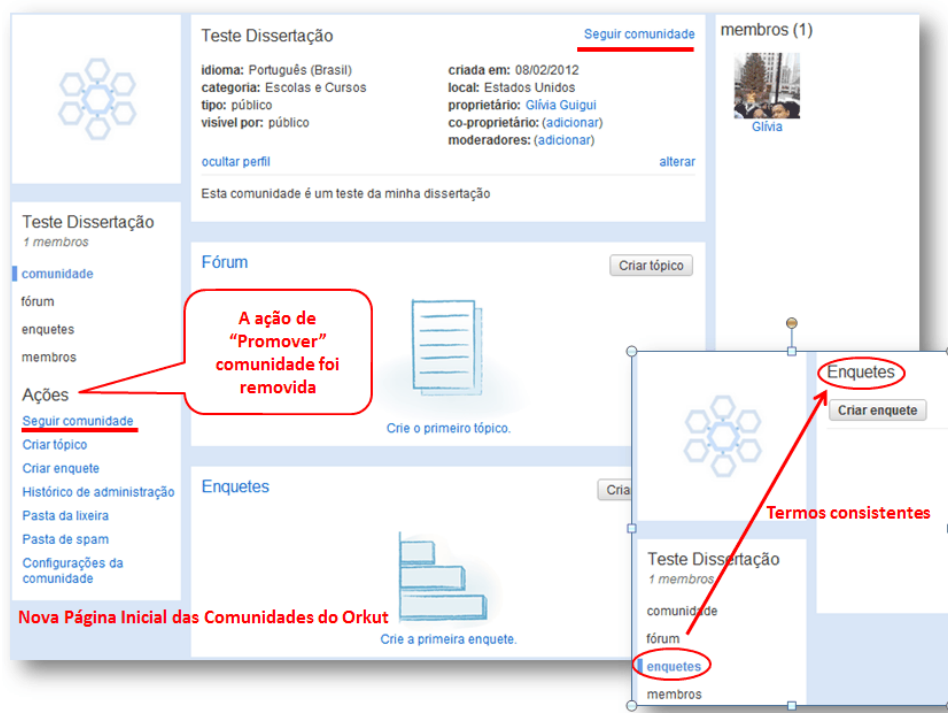 Teste Dissertação
Seguir comunidade
idioma: Português (Brasil)
categoria: Escolas e Cursos
tipo: público
visível por: público
criada em: 08/02/2012
local: Estados Unidos
proprietário: Glívia Guigui
co-proprietário: (adicionar)
moderadores: (adicionar)
ocultar perfil
alterar
Esta comunidade é um teste da minha dissertação
membros (1)
Glívia
Teste Dissertação
1 membros
comunidade
fórum
enquetes
membros
Ações
Seguir comunidade
Criar tópico
Criar enquete
Histórico de administração
Pasta da lixeira
Pasta de spam
Configurações da
comunidade
A ação de
“Promover”
comunidade foi
removida
Fórum
Criar tópico
Crie o primeiro tópico.
Enquetes
Cria
Crie a primeira enquete.
Nova Página Inicial das Comunidades do Orkut
Enquetes
Criar enquete
Termos consistentes
Teste Dissertação
1 membros
comunidade
fórum
enquetes
membros